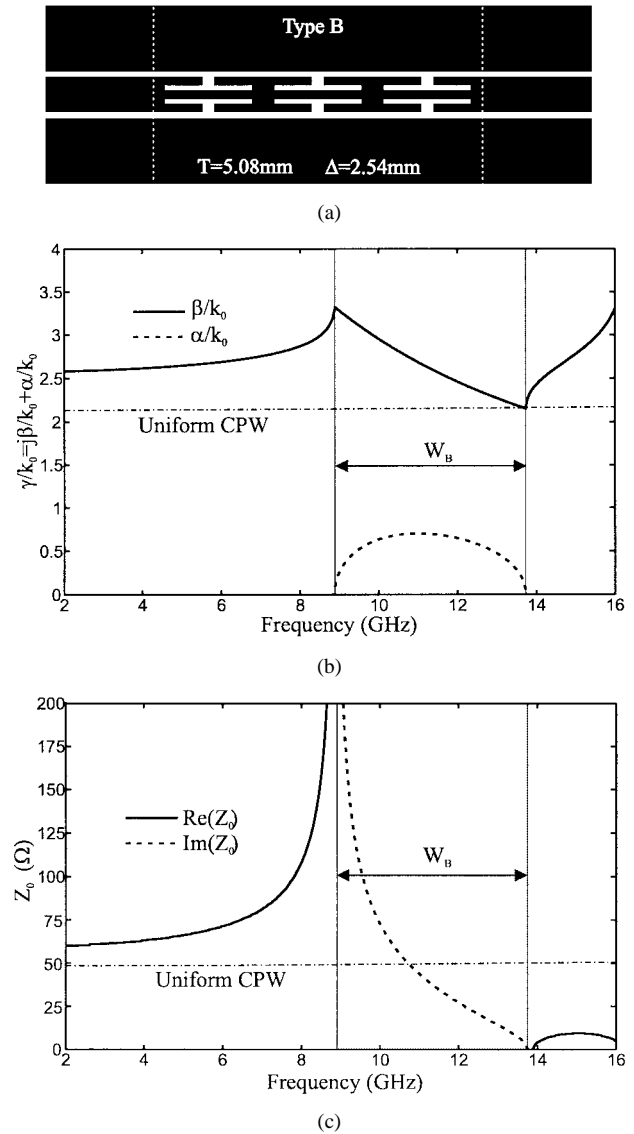 Type B
T=5.08mm Δ=2.54mm
(a)
4
3.5
3
2.5
2
1.5
1
0.5
0
γ/k₀=jβ/k₀+α/k₀
β/k₀
α/k₀
Uniform CPW
W_B
2 4 6 8 10 12 14 16
Frequency (GHz)
(b)
200
175
150
125
100
75
50
25
0
Z₀ (Ω)
Re(Z₀)
Im(Z₀)
W_B
Uniform CPW
2 4 6 8 10 12 14 16
Frequency (GHz)
(c)